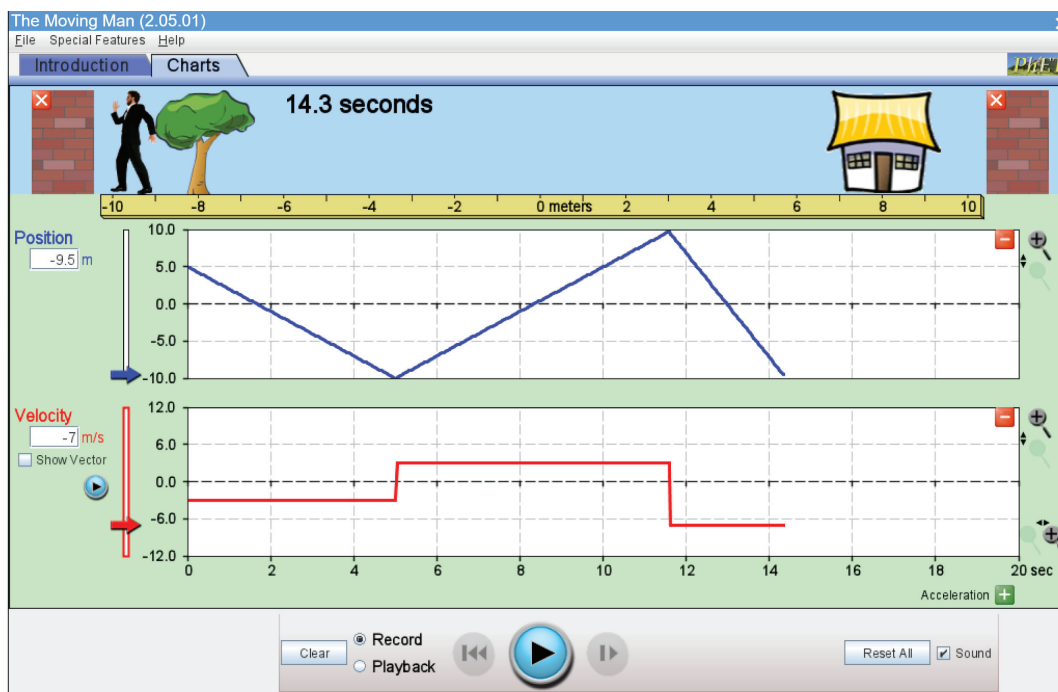 The Moving Man (2.05.01)
File Special Features Help
Introduction Charts
PhET
14.3 seconds
-10 -8 -6 -4 -2 0 meters 2 4 6 8 10
Position
-9.5 m
10.0
5.0
0.0
-5.0
-10.0
Velocity
-7 m/s
Show Vector
12.0
6.0
0.0
-6.0
-12.0
0 2 4 6 8 10 12 14 16 18 20 sec
Acceleration
Clear
Record
Playback
Reset All
Sound